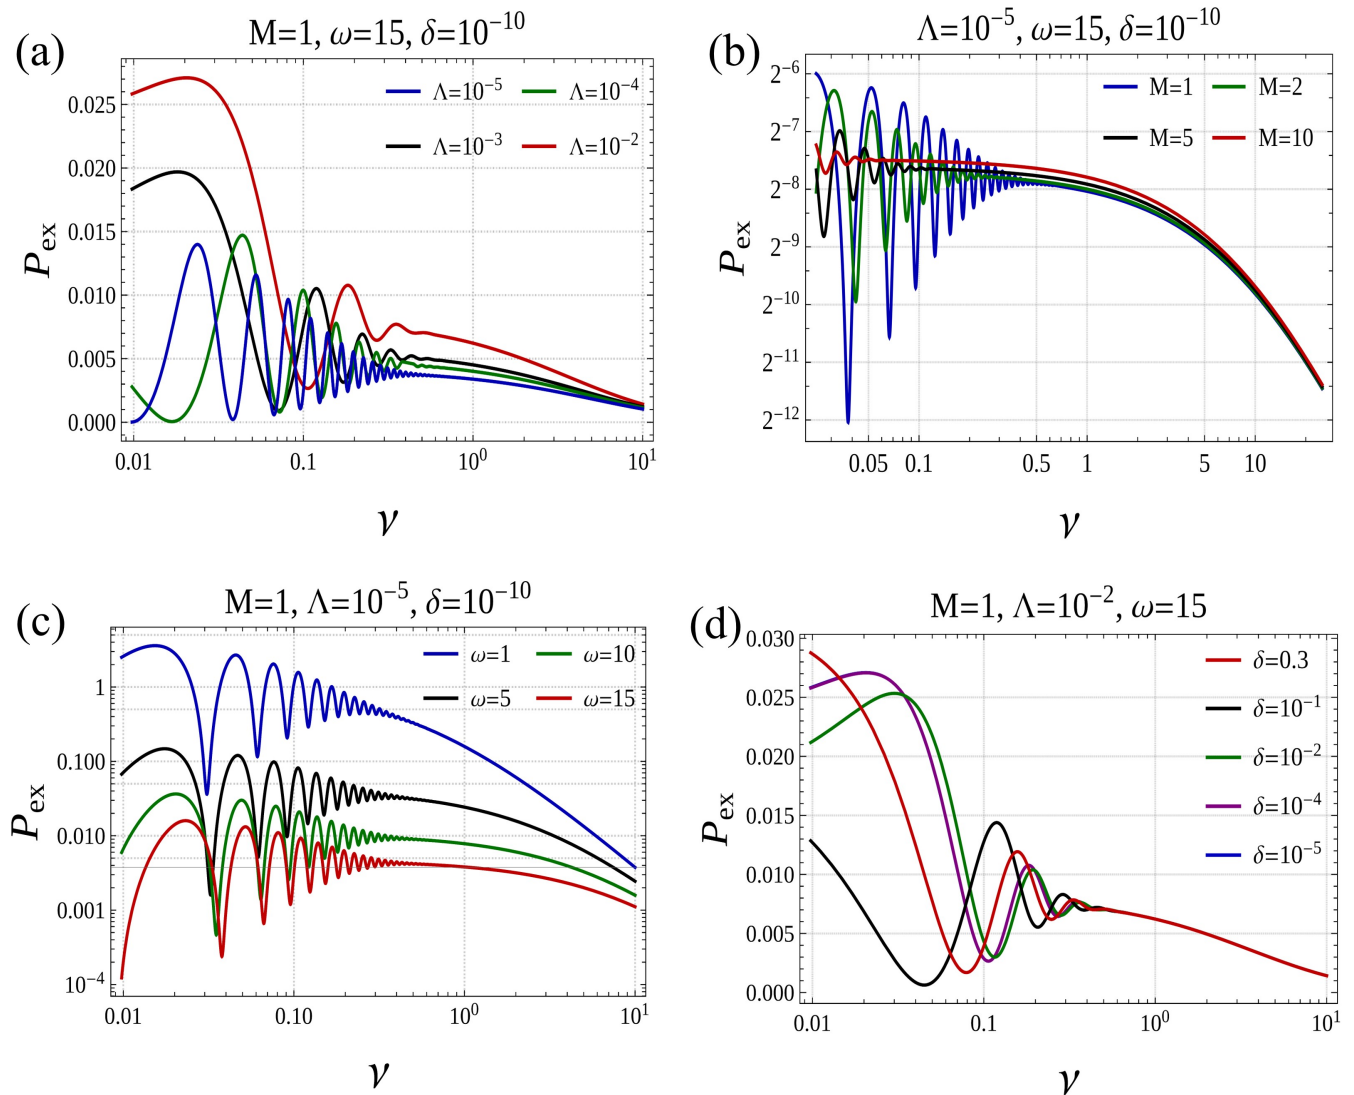 (a)
M=1, ω=15, δ=10⁻¹⁰
Λ=10⁻⁵ Λ=10⁻⁴
Λ=10⁻³ Λ=10⁻²
0.025
0.020
0.015
0.010
0.005
0.000
P_ex
0.01 0.1 10⁰ 10¹
γ
(b)
Λ=10⁻⁵, ω=15, δ=10⁻¹⁰
M=1 M=2
M=5 M=10
2⁻⁶
2⁻⁷
2⁻⁸
2⁻⁹
2⁻¹⁰
2⁻¹¹
2⁻¹²
P_ex
0.05 0.1 0.5 1 5 10
γ
(c)
M=1, Λ=10⁻⁵, δ=10⁻¹⁰
ω=1 ω=10
ω=5 ω=15
1
0.100
0.010
0.001
10⁻⁴
P_ex
0.01 0.10 10⁰ 10¹
γ
(d)
M=1, Λ=10⁻², ω=15
δ=0.3
δ=10⁻¹
δ=10⁻²
δ=10⁻⁴
δ=10⁻⁵
0.030
0.025
0.020
0.015
0.010
0.005
0.000
P_ex
0.01 0.1 10⁰ 10¹
γ